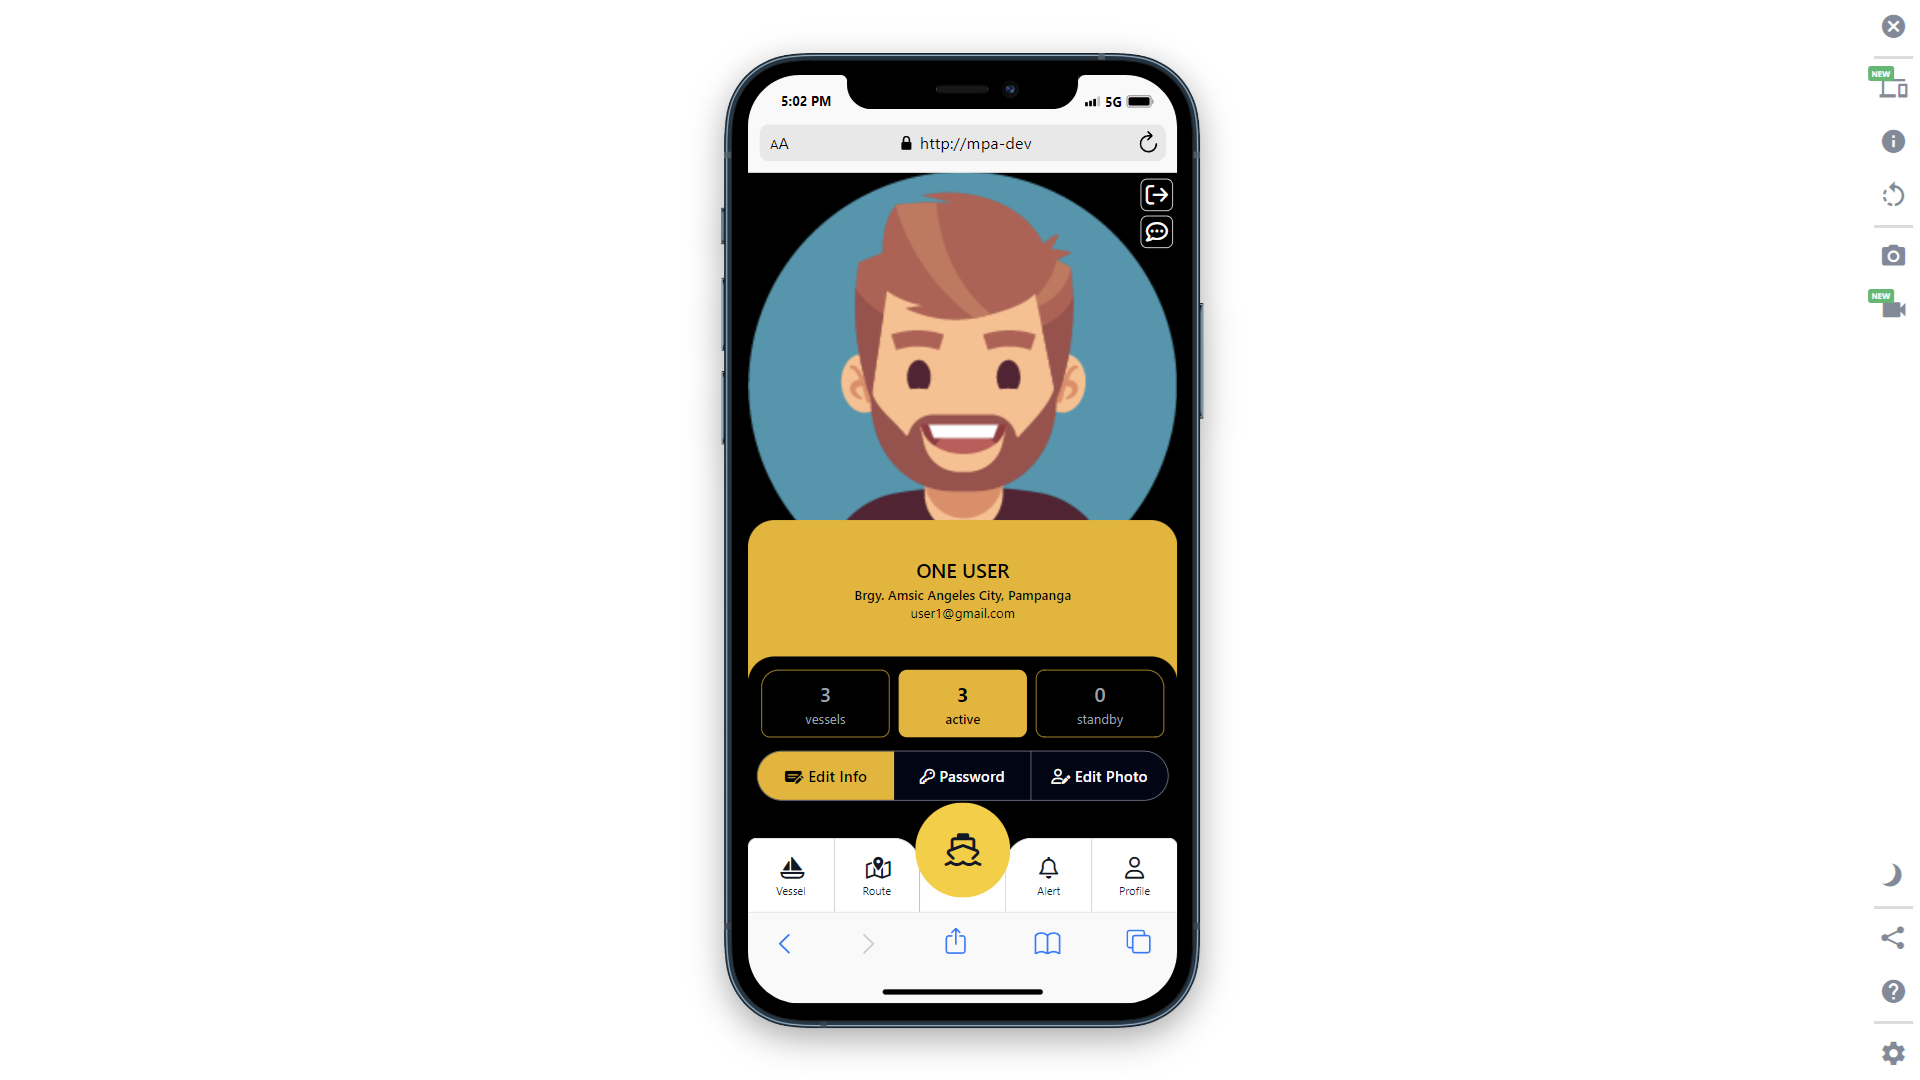 NEW
5:02 PM
5G
AA
http://mpa-dev
NEW
ONE USER
Brgy. Amsic Angeles City, Pampanga
user1@gmail.com
3
vessels
3
active
0
standby
Edit Info
Password
Edit Photo
Vessel
Route
Alert
Profile